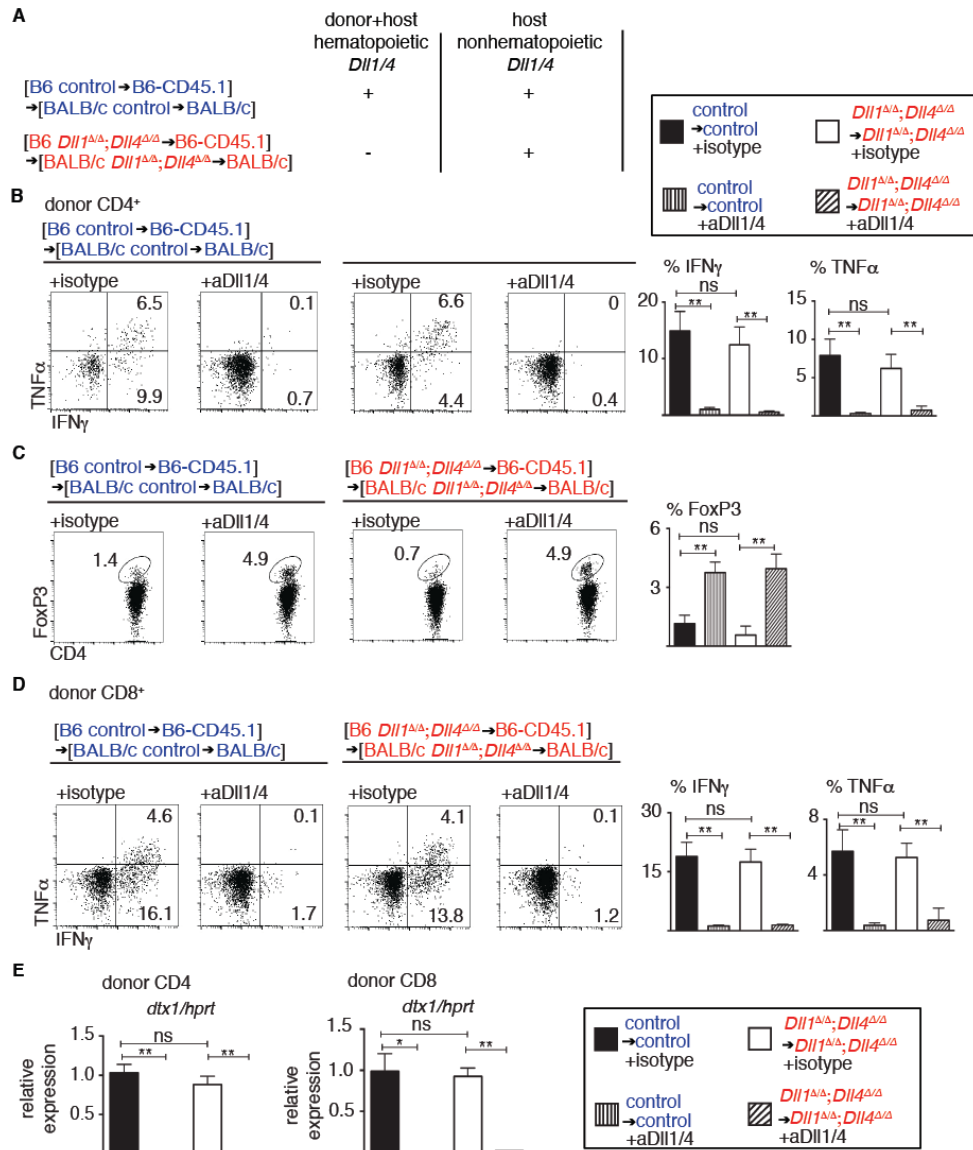 A
donor+host
hematopoietic
Dll1/4
host
nonhematopoietic
Dll1/4
[B6 control→B6-CD45.1]
→[BALB/c control→BALB/c]
+
+
[B6 Dll1Δ/Δ;Dll4Δ/Δ→B6-CD45.1]
→[BALB/c Dll1Δ/Δ;Dll4Δ/Δ→BALB/c]
-
+
control
→control
+isotype
Dll1Δ/Δ;Dll4Δ/Δ
→Dll1Δ/Δ;Dll4Δ/Δ
+isotype
control
→control
+aDll1/4
Dll1Δ/Δ;Dll4Δ/Δ
→Dll1Δ/Δ;Dll4Δ/Δ
+aDll1/4
B
donor CD4+
[B6 control→B6-CD45.1]
→[BALB/c control→BALB/c]
+isotype
+aDll1/4
+isotype
+aDll1/4
6.5
9.9
0.1
0.7
6.6
4.4
0
0.4
TNFα
IFNγ
% IFNγ
ns
**
**
20
10
% TNFα
ns
**
**
15
10
5
C
[B6 control→B6-CD45.1]
→[BALB/c control→BALB/c]
[B6 Dll1Δ/Δ;Dll4Δ/Δ→B6-CD45.1]
→[BALB/c Dll1Δ/Δ;Dll4Δ/Δ→BALB/c]
+isotype
+aDll1/4
+isotype
+aDll1/4
1.4
4.9
0.7
4.9
FoxP3
CD4
% FoxP3
ns
**
**
6
3
D
donor CD8+
[B6 control→B6-CD45.1]
→[BALB/c control→BALB/c]
[B6 Dll1Δ/Δ;Dll4Δ/Δ→B6-CD45.1]
→[BALB/c Dll1Δ/Δ;Dll4Δ/Δ→BALB/c]
+isotype
+aDll1/4
+isotype
+aDll1/4
4.6
16.1
0.1
1.7
4.1
13.8
0.1
1.2
TNFα
IFNγ
% IFNγ
ns
**
**
30
15
% TNFα
ns
**
**
8
4
E
donor CD4
dtx1/hprt
ns
**
**
1.5
1.0
0.5
relative
expression
donor CD8
dtx1/hprt
ns
*
**
1.5
1.0
0.5
relative
expression
control
→control
+isotype
Dll1Δ/Δ;Dll4Δ/Δ
→Dll1Δ/Δ;Dll4Δ/Δ
+isotype
control
→control
+aDll1/4
Dll1Δ/Δ;Dll4Δ/Δ
→Dll1Δ/Δ;Dll4Δ/Δ
+aDll1/4